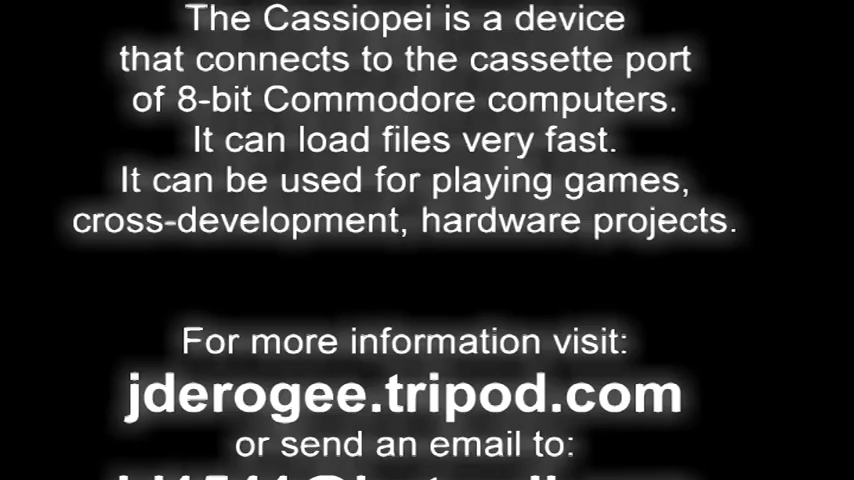 The Cassiopei is a device
that connects to the cassette port
of 8-bit Commodore computers.
It can load files very fast.
It can be used for playing games,
cross-development, hardware projects.
For more information visit:
jderogee.tripod.com
or send an email to: